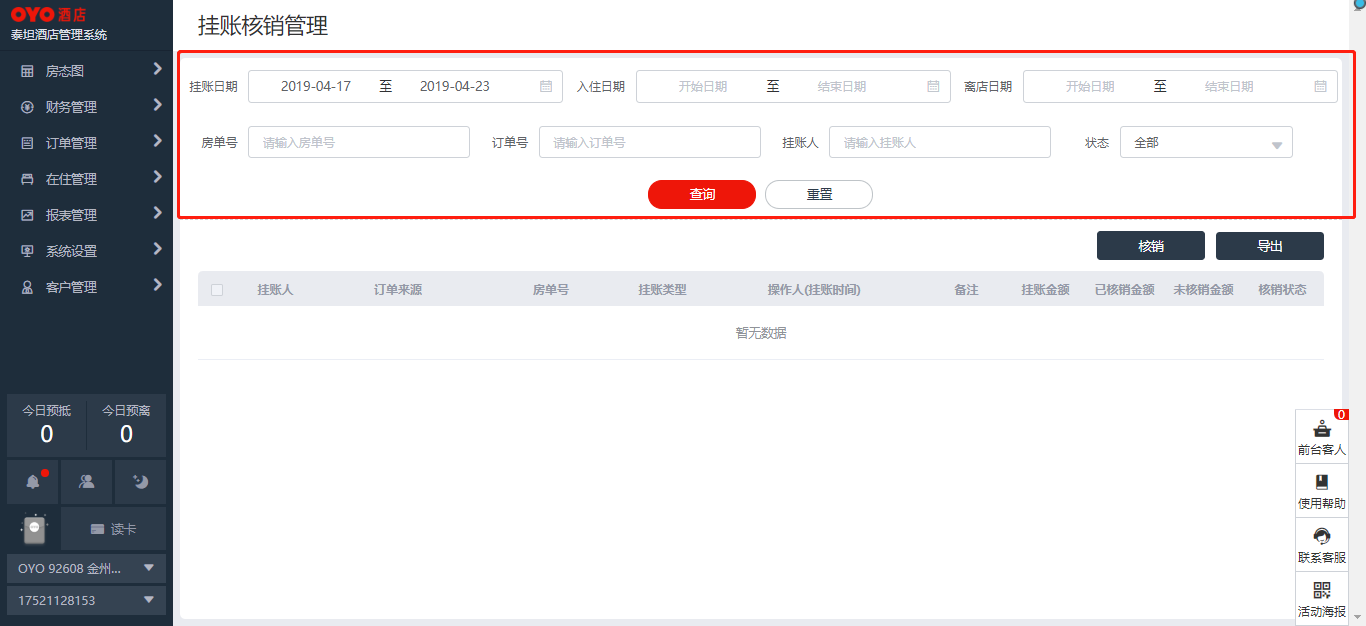 OYO 酒店
泰坦酒店管理系统
房态图
财务管理
订单管理
在住管理
报表管理
系统设置
客户管理
今日预抵 今日预离
0 0
读卡
OYO 92608 金州...
17521128153
挂账核销管理
挂账日期 2019-04-17 至 2019-04-23 入住日期 开始日期 至 结束日期 离店日期 开始日期 至 结束日期
房单号 请输入房单号 订单号 请输入订单号 挂账人 请输入挂账人 状态 全部
查询 重置
核销 导出
挂账人 订单来源 房单号 挂账类型 操作人(挂账时间) 备注 挂账金额 已核销金额 未核销金额 核销状态
暂无数据
0
前台客人
使用帮助
联系客服
活动海报